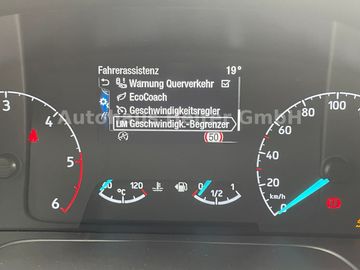 Fahrerassistenz 19°
Warnung Querverkehr
EcoCoach
Geschwindigkeitsregler
LIM Geschwindigk.-Begrenzer
(50)
3
4
5
6
60 120
°C
0 1/2 1
0
20
40
60
80
100
km/h